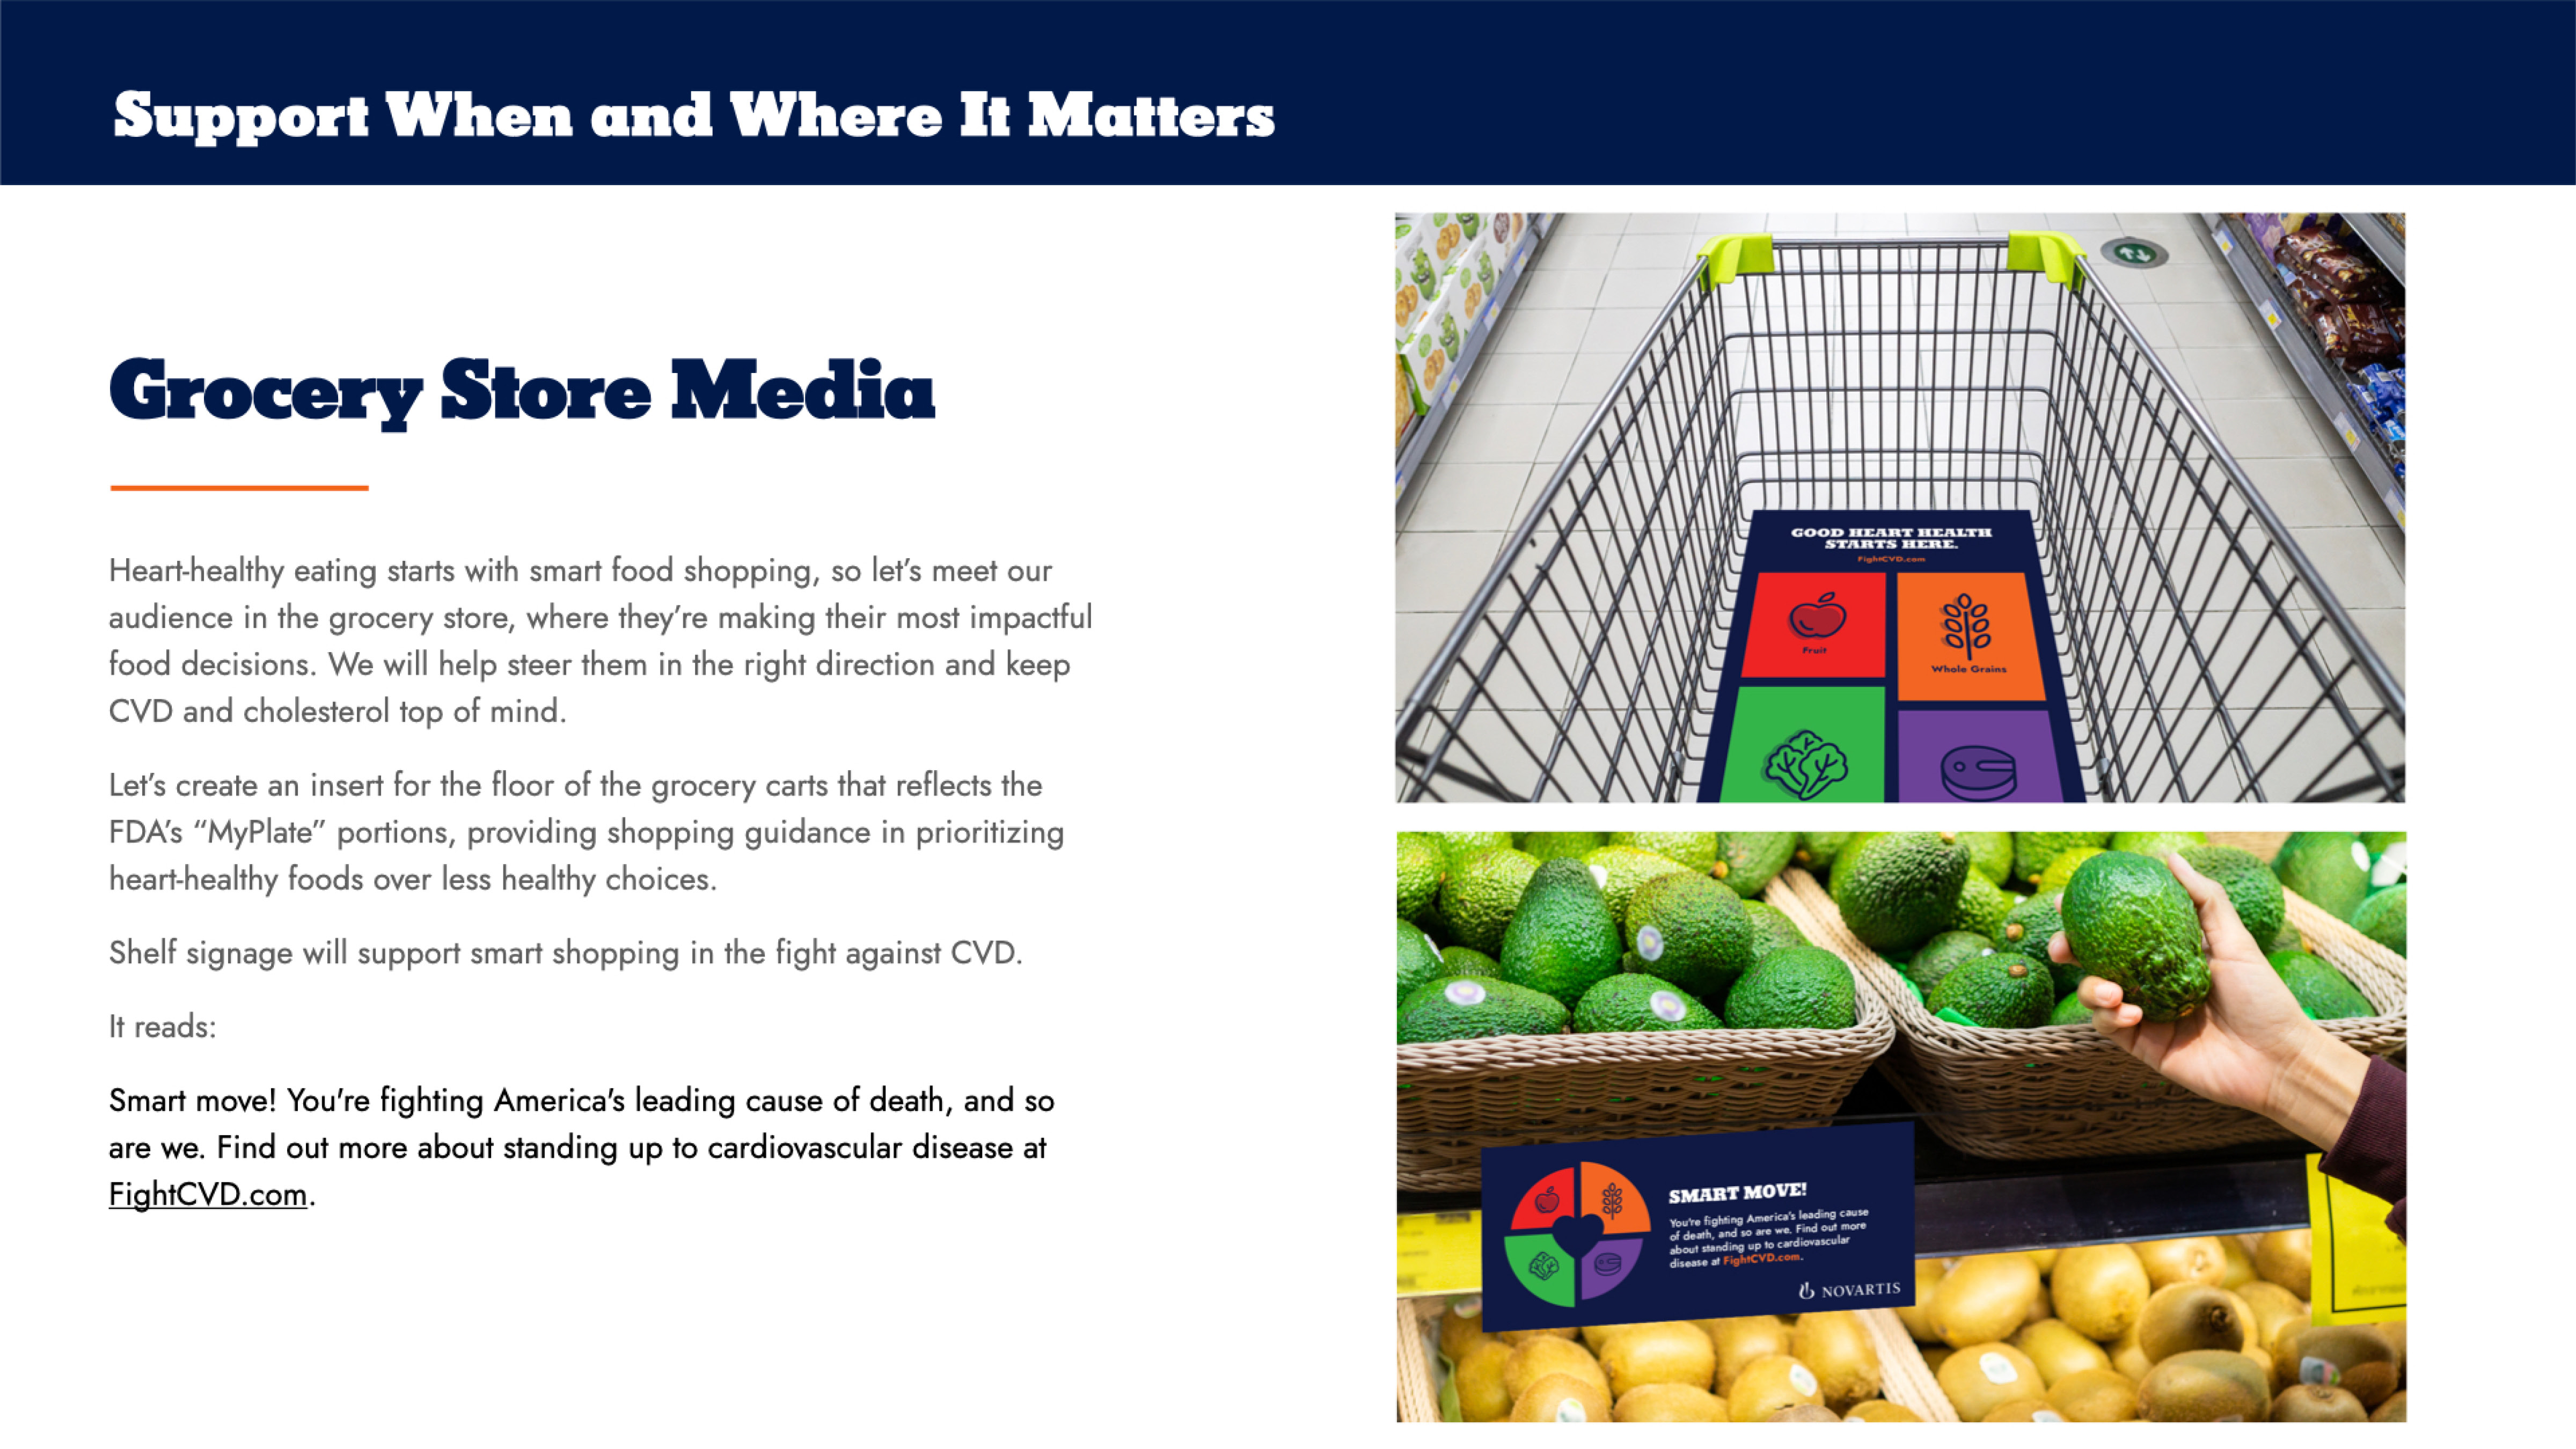 Support When and Where It Matters
Grocery Store Media
Heart-healthy eating starts with smart food shopping, so let’s meet our
audience in the grocery store, where they’re making their most impactful
food decisions. We will help steer them in the right direction and keep
CVD and cholesterol top of mind.
Let’s create an insert for the floor of the grocery carts that reflects the
FDA’s “MyPlate” portions, providing shopping guidance in prioritizing
heart-healthy foods over less healthy choices.
Shelf signage will support smart shopping in the fight against CVD.
It reads:
Smart move! You’re fighting America’s leading cause of death, and so
are we. Find out more about standing up to cardiovascular disease at
FightCVD.com.
GOOD HEART HEALTH
STARTS HERE.
FightCVD.com
Fruit
Whole Grains
SMART MOVE!
You’re fighting America’s leading cause
of death, and so are we. Find out more
about standing up to cardiovascular
disease at FightCVD.com.
NOVARTIS